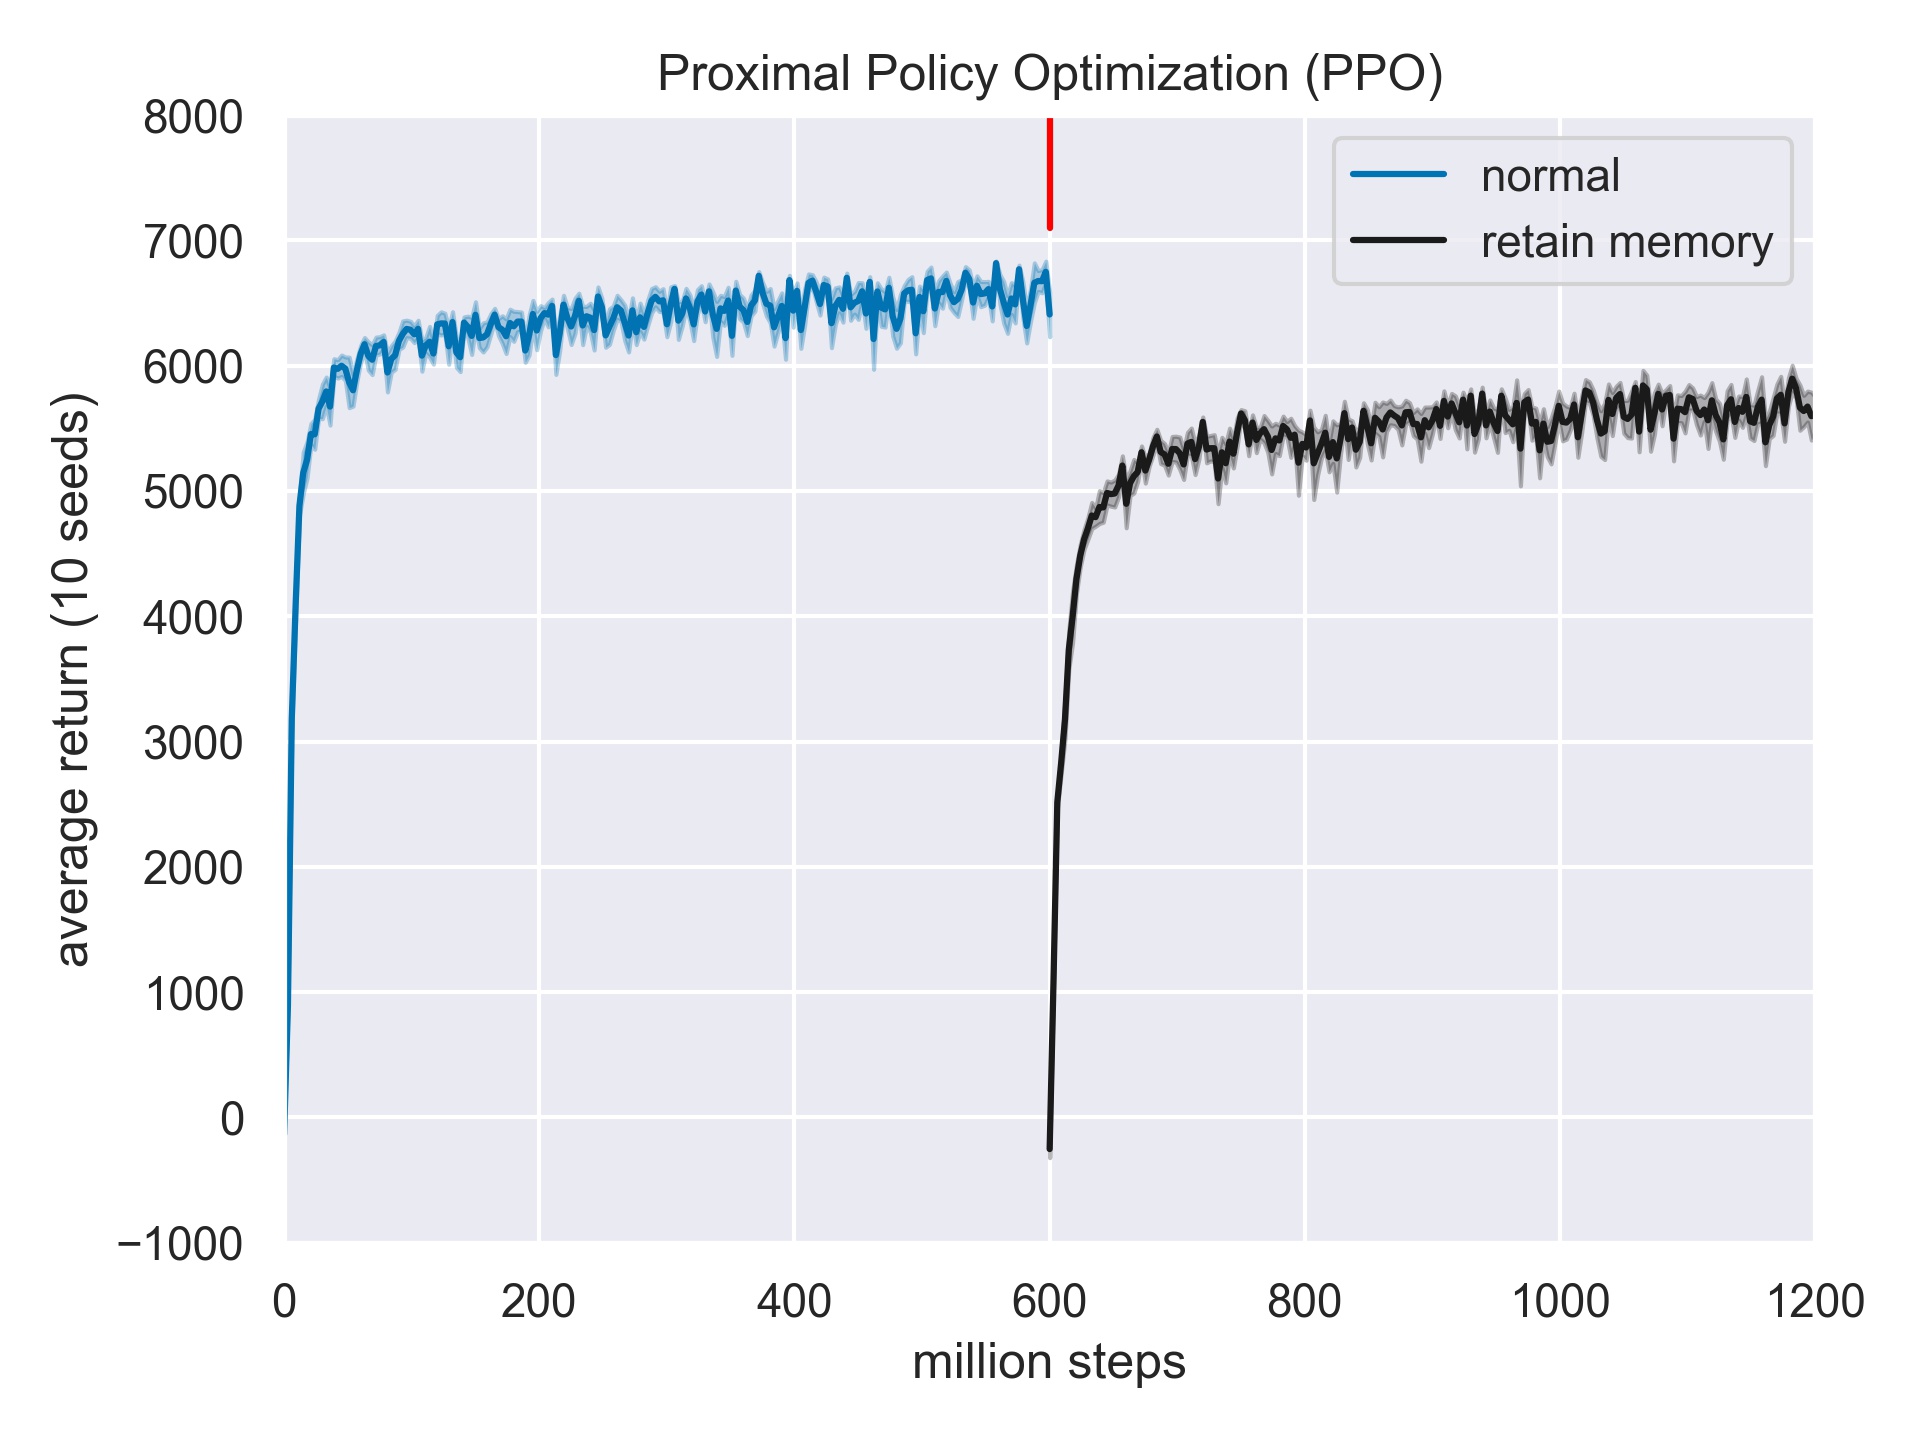 Proximal Policy Optimization (PPO)
8000
7000
6000
5000
4000
3000
2000
1000
0
−1000
average return (10 seeds)
normal
retain memory
0 200 400 600 800 1000 1200
million steps